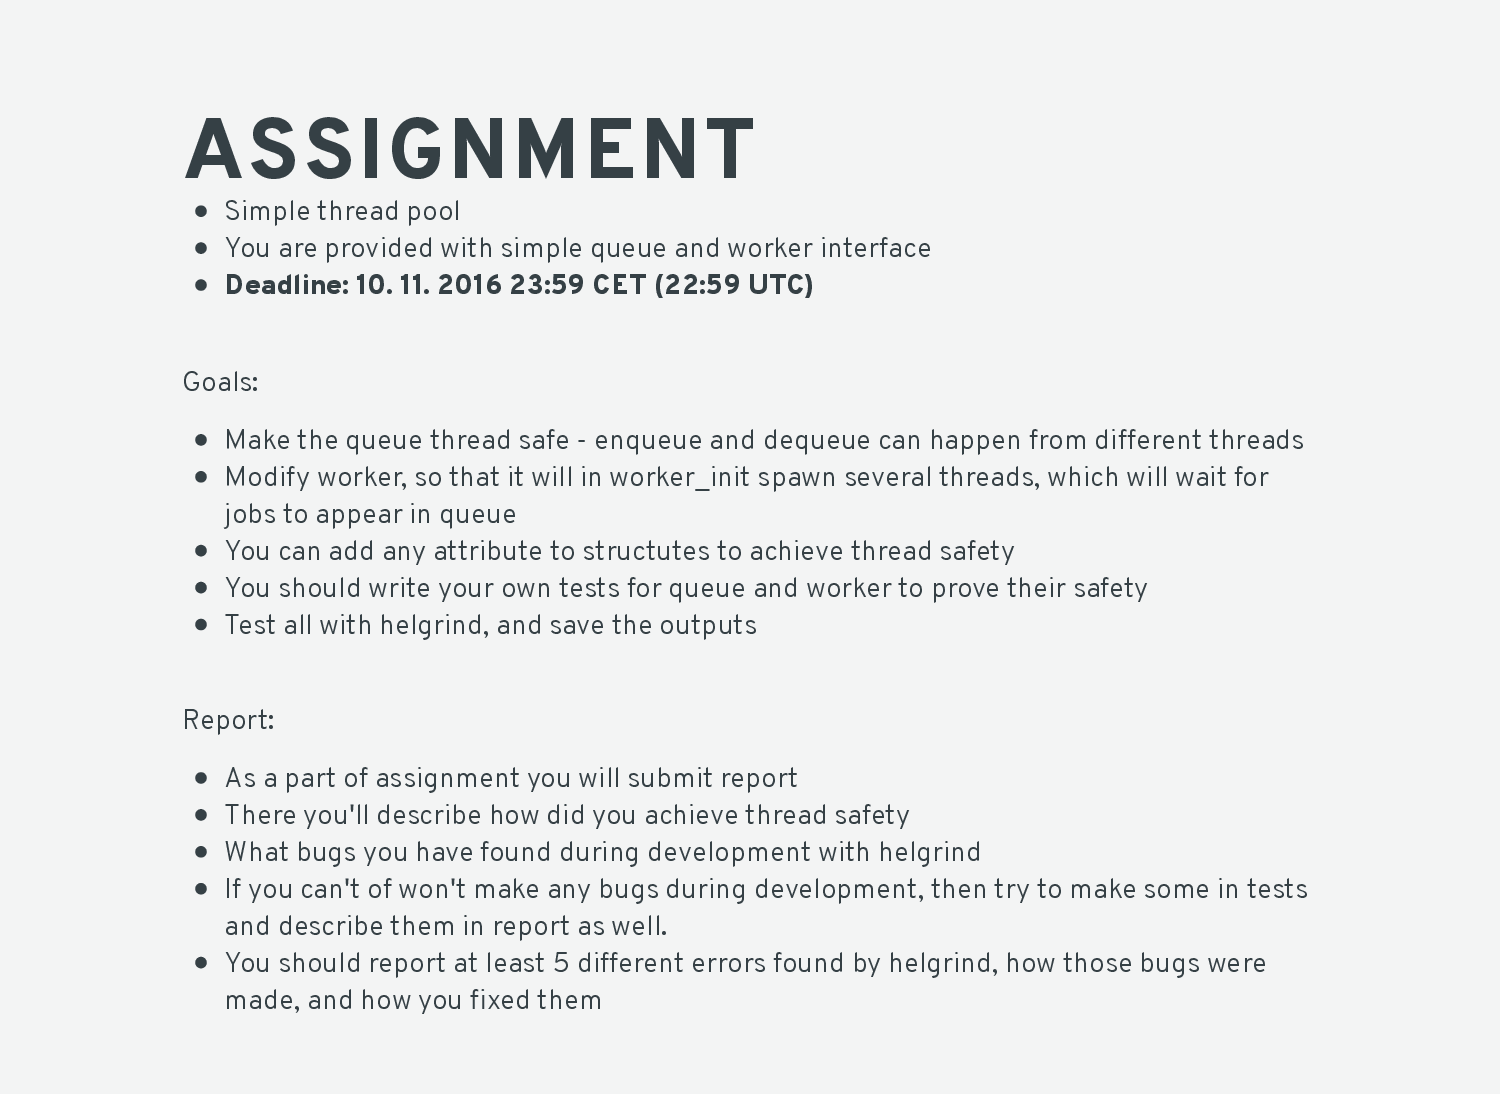 ASSIGNMENT
● Simple thread pool
● You are provided with simple queue and worker interface
● Deadline: 10. 11. 2016 23:59 CET (22:59 UTC)
Goals:
● Make the queue thread safe - enqueue and dequeue can happen from different threads
● Modify worker, so that it will in worker_init spawn several threads, which will wait for
jobs to appear in queue
● You can add any attribute to structutes to achieve thread safety
● You should write your own tests for queue and worker to prove their safety
● Test all with helgrind, and save the outputs
Report:
● As a part of assignment you will submit report
● There you'll describe how did you achieve thread safety
● What bugs you have found during development with helgrind
● If you can't of won't make any bugs during development, then try to make some in tests
and describe them in report as well.
● You should report at least 5 different errors found by helgrind, how those bugs were
made, and how you fixed them